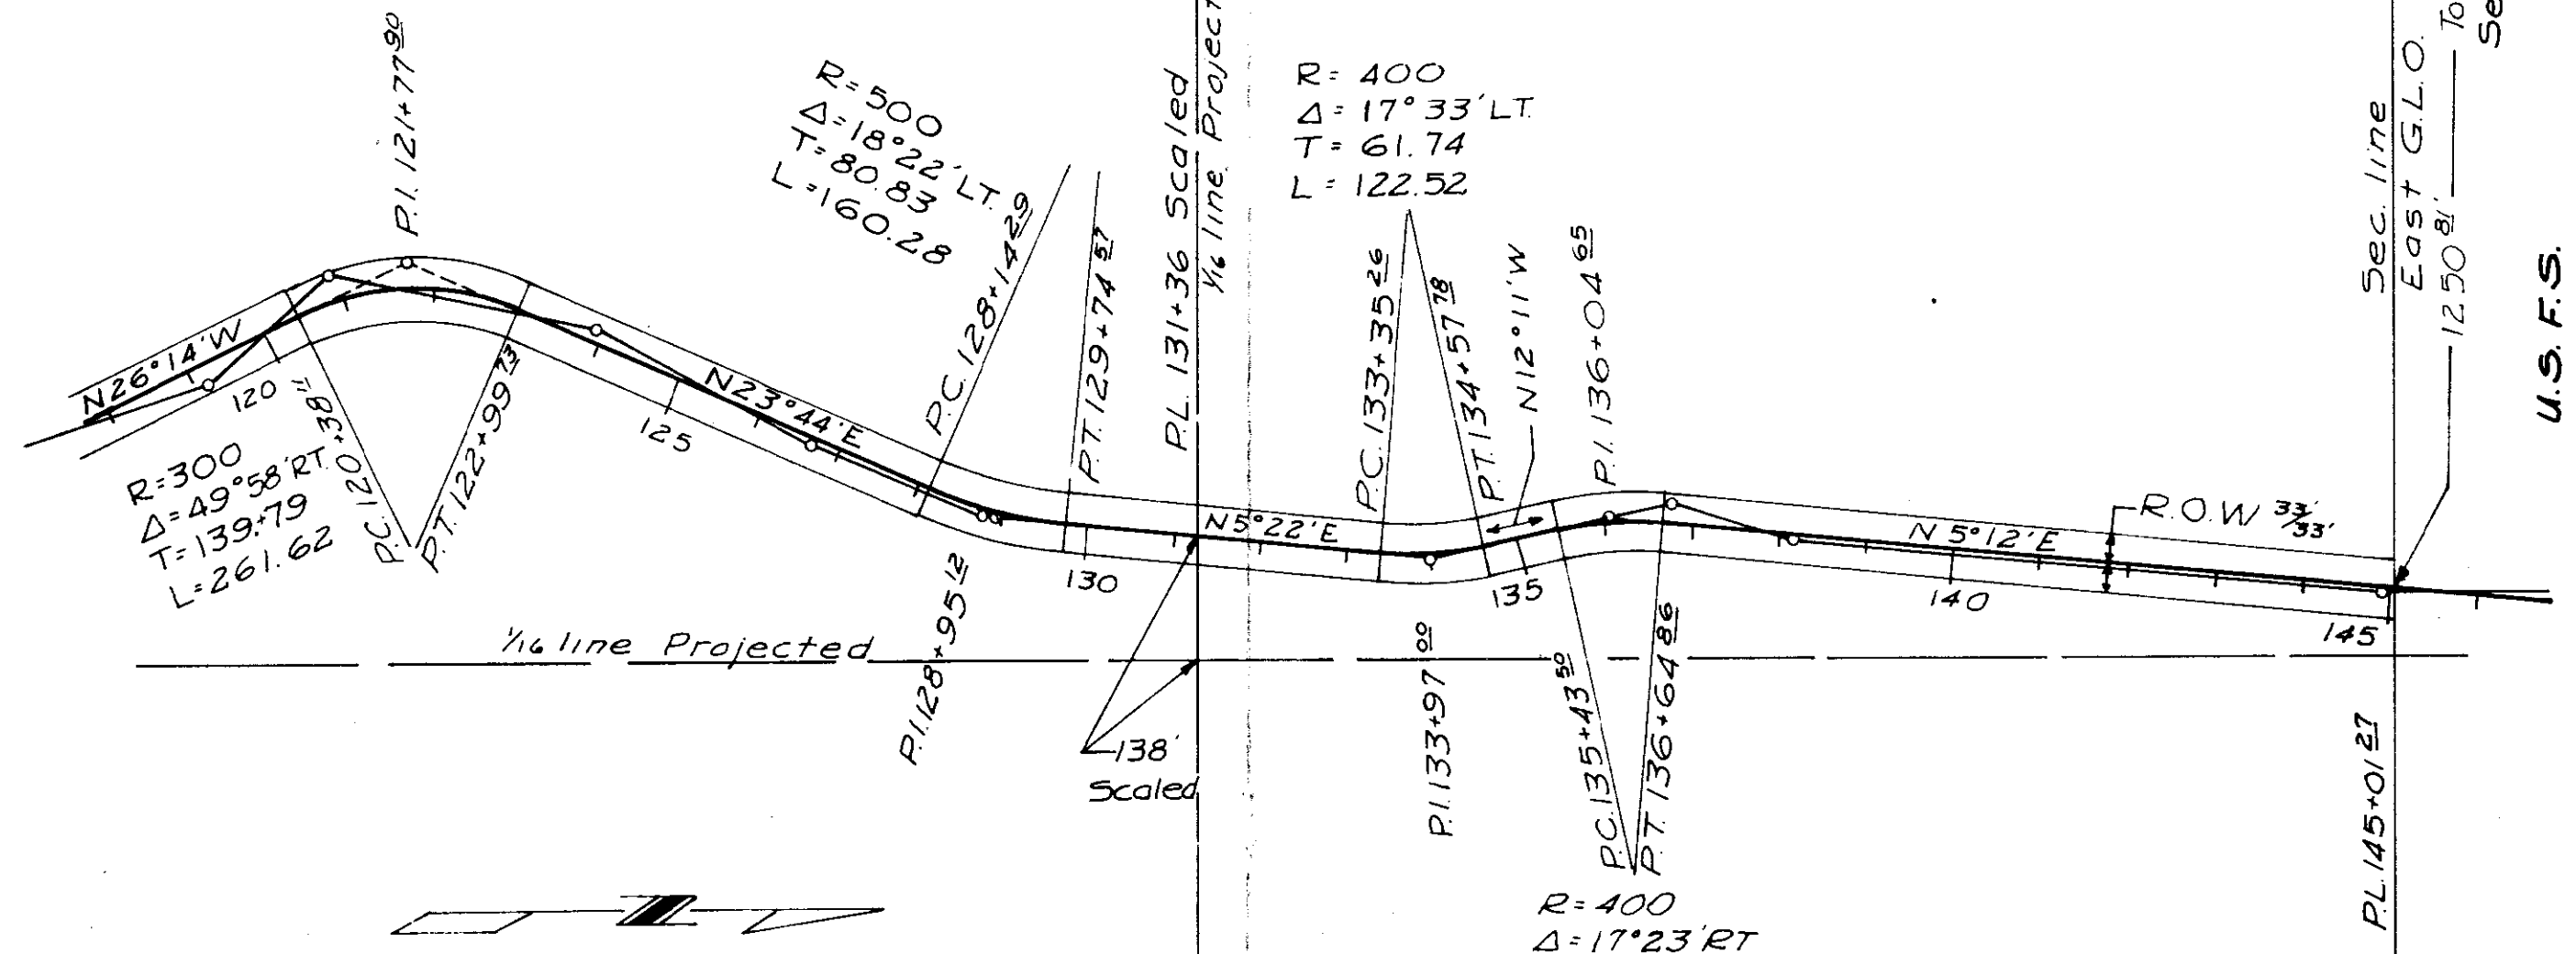 P.I. 121+77 90
R=500
Δ=18°22' LT.
T=80.83
L=160.28
P.C. 128+14 29
P.T. 129+74 57
P.L. 131+36 Scaled
1/16 line
R= 400
Δ= 17°33' LT.
T= 61.74
L= 122.52
P.C. 133+35 26
P.T. 134+57 78
N12°11'W
P.I. 136+04 65
Sec. line
East G.L.O.
1250 81' To
U.S. F.S.
N26°14'W
120
R=300
Δ=49°58' RT.
T=139.79
L=261.62
P.C. 120+38 11
P.T. 122+99 73
N23°44'E
125
130
N5°22'E
135
N 5°12'E
R.O.W 33/33'
140
145
1/16 line Projected
P.I. 128+95 12
138'
Scaled
P.I. 133+97 00
P.C. 135+43 50
P.T. 136+64 86
R=400
Δ=17°23' RT
P.L. 145+01 27